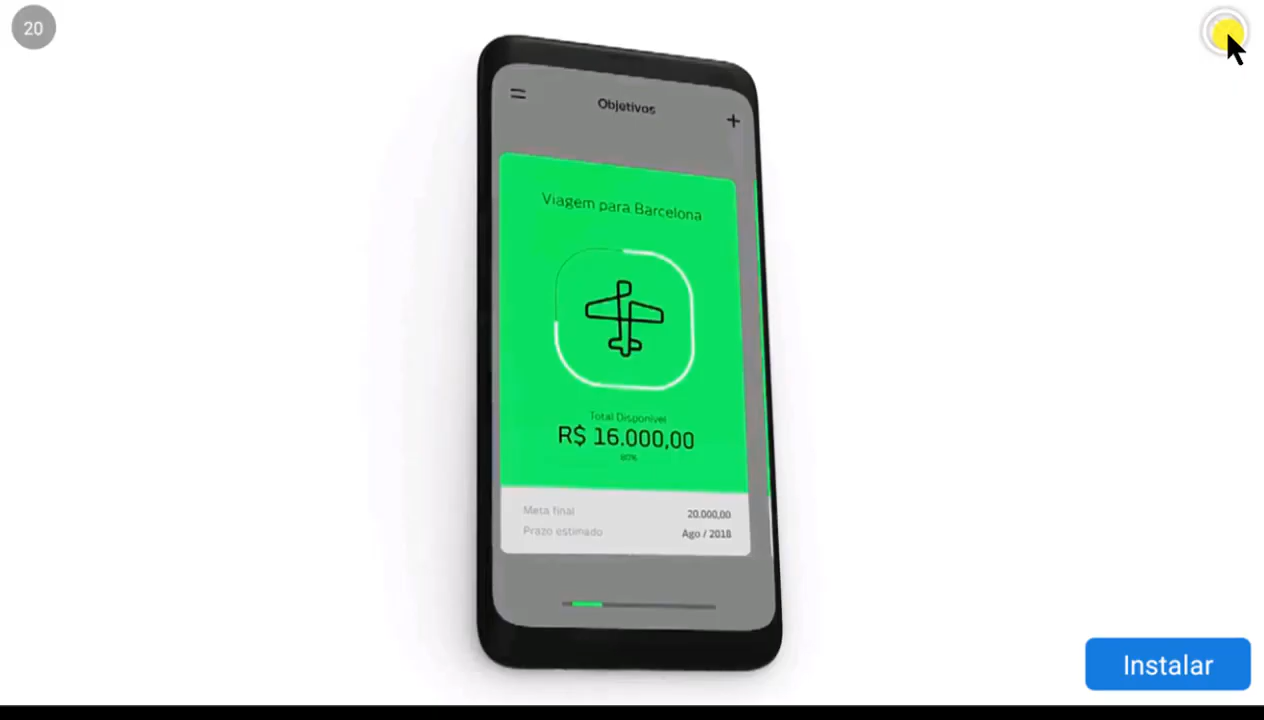 20
Objetivos
+
Viagem para Barcelona
Total Disponível
R$ 16.000,00
80%
Meta final 20.000,00
Prazo estimado Ago / 2018
Instalar